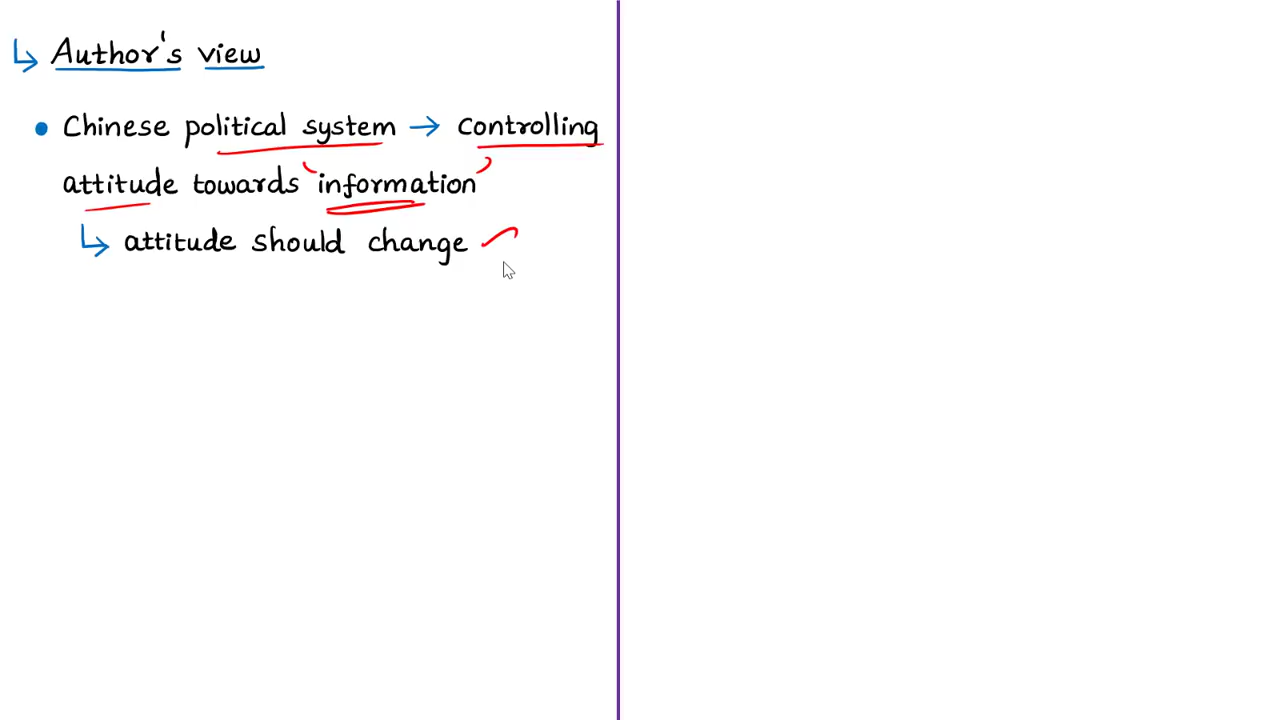 ↳ Author's view
• Chinese political system → controlling
attitude towards information
↳ attitude should change